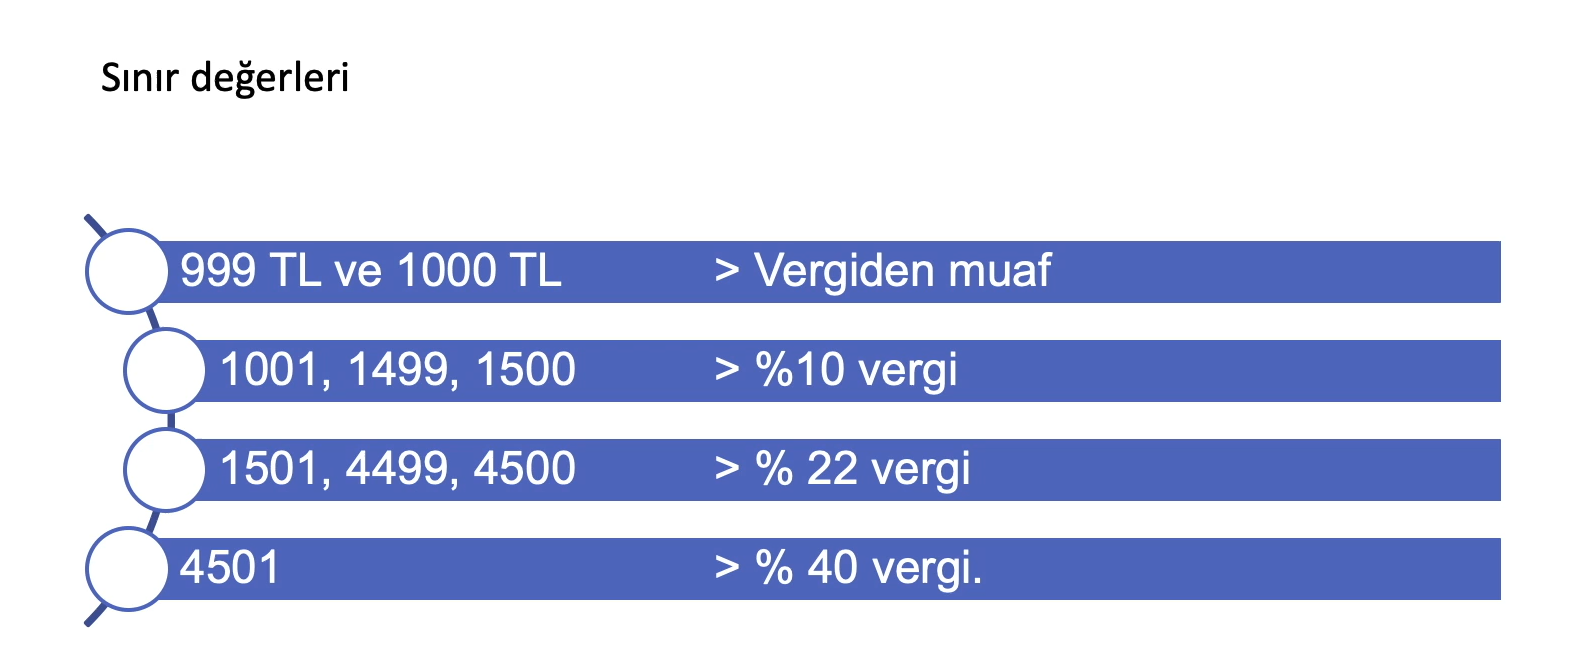 Sınır değerleri
999 TL ve 1000 TL > Vergiden muaf
1001, 1499, 1500 > %10 vergi
1501, 4499, 4500 > % 22 vergi
4501 > % 40 vergi.